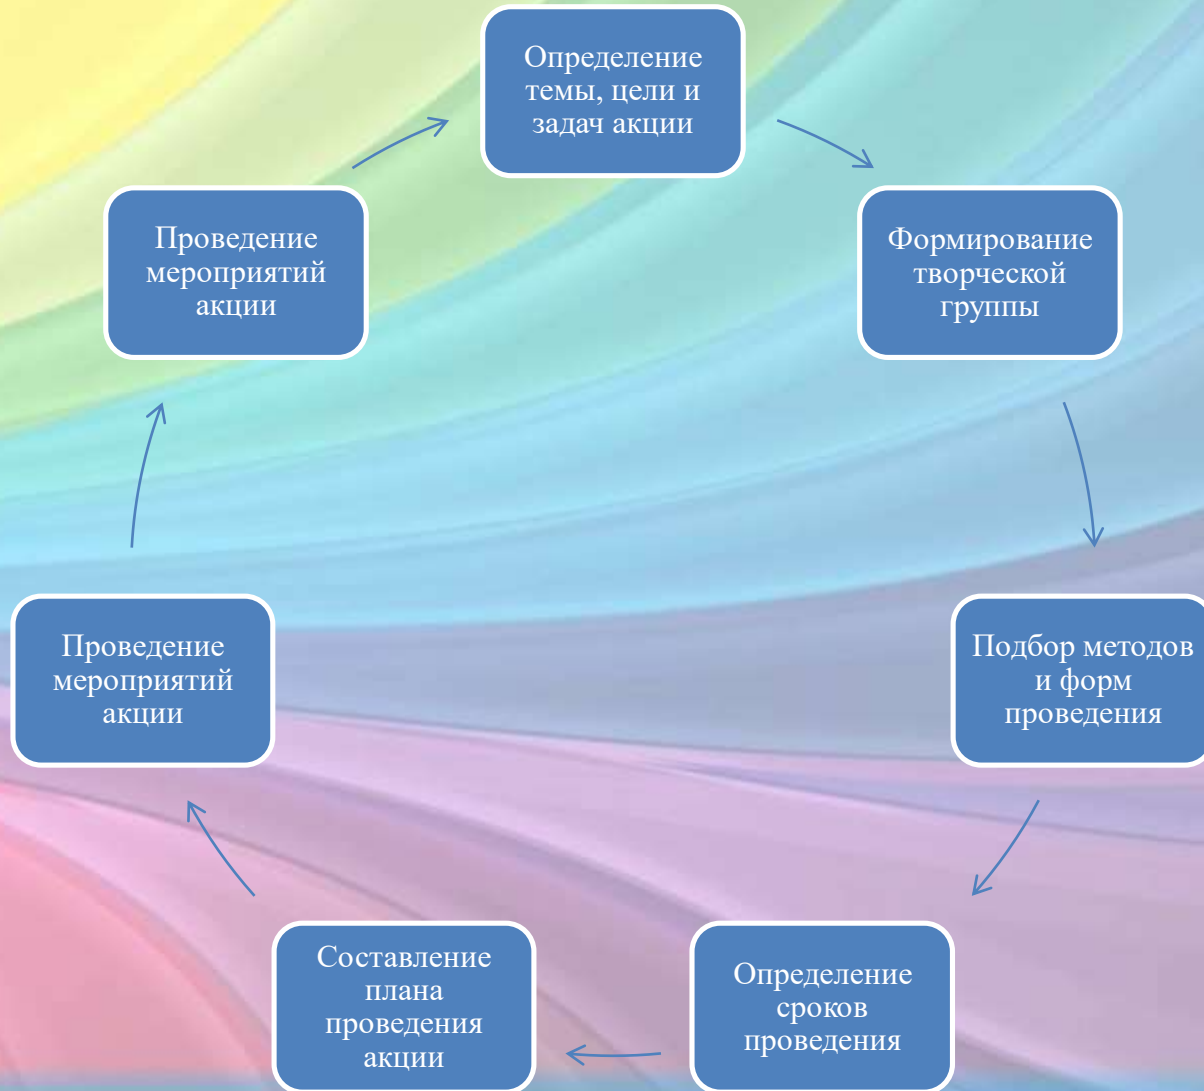 Определение
темы, цели и
задач акции
Формирование
творческой
группы
Подбор методов
и форм
проведения
Определение
сроков
проведения
Составление
плана
проведения
акции
Проведение
мероприятий
акции
Проведение
мероприятий
акции